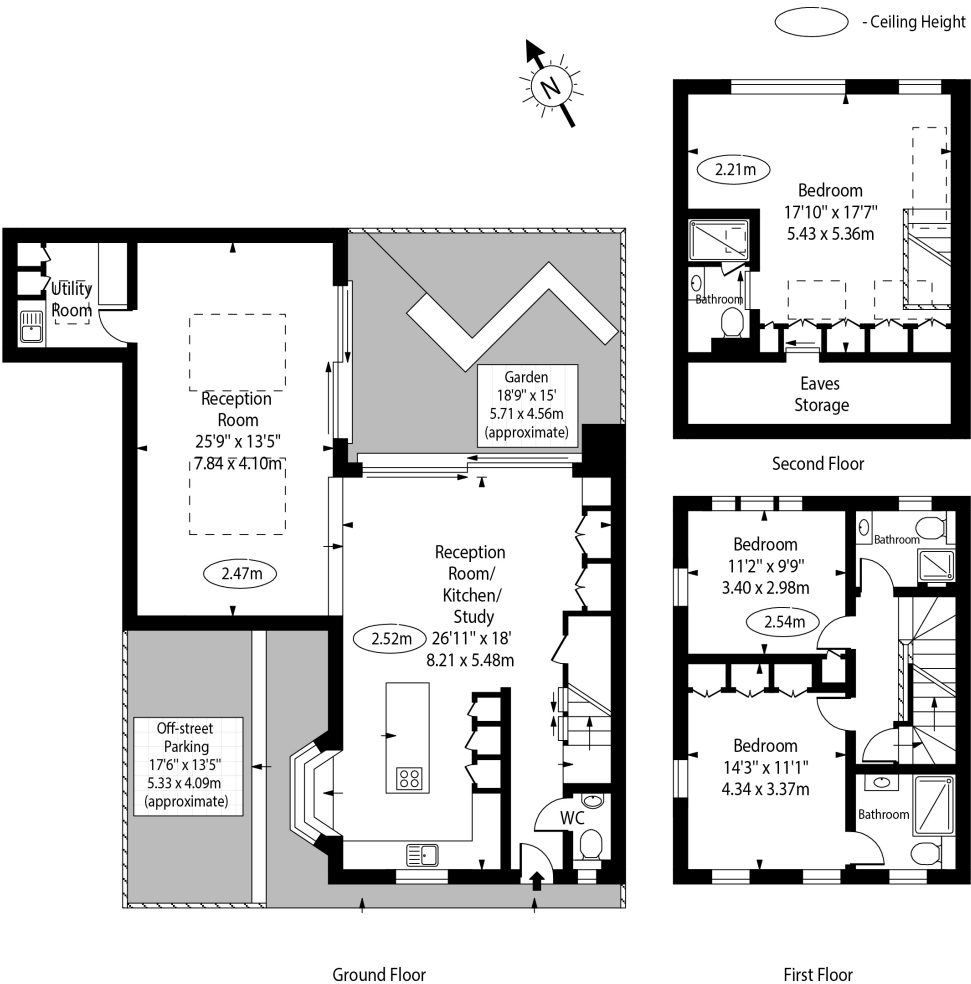 - Ceiling Height
N
2.21m
Bedroom
17'10" x 17'7"
5.43 x 5.36m
Bathroom
Eaves
Storage
Second Floor
Utility
Room
Reception
Room
25'9" x 13'5"
7.84 x 4.10m
2.47m
Garden
18'9" x 15'
5.71 x 4.56m
(approximate)
Reception
Room/
Kitchen/
Study
26'11" x 18'
8.21 x 5.48m
2.52m
Off-street
Parking
17'6" x 13'5"
5.33 x 4.09m
(approximate)
WC
Ground Floor
Bedroom
11'2" x 9'9"
3.40 x 2.98m
2.54m
Bathroom
Bedroom
14'3" x 11'1"
4.34 x 3.37m
Bathroom
First Floor